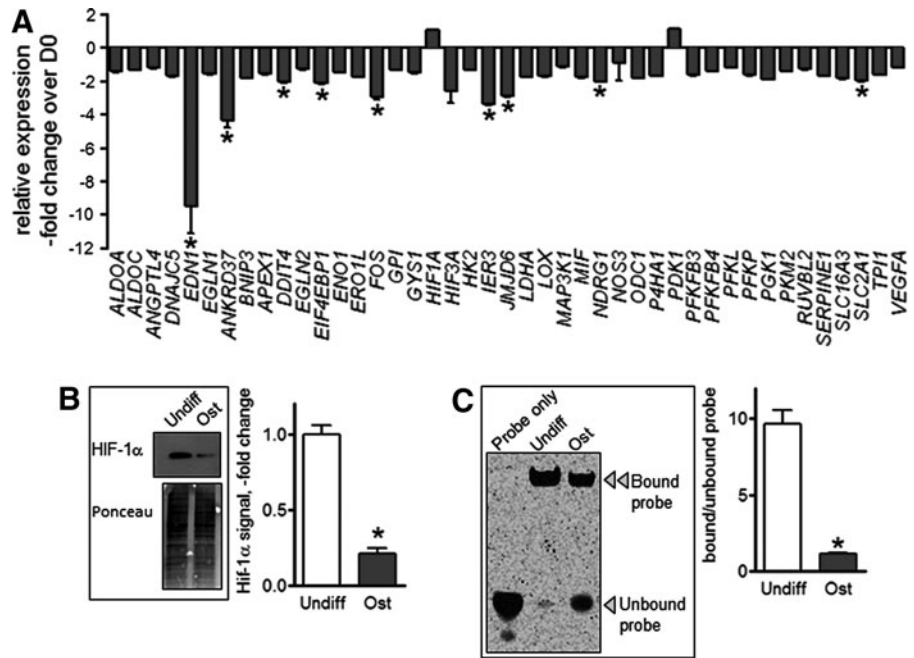 A
relative expression
-fold change over D0
2
0
-2
-4
-6
-8
-10
-12
*
*
*
*
*
*
*
*
*
ALDOA
ALDOC
ANGPTL4
DNAJC5
EDN1
EGLN1
ANKRD37
BNIP3
APEX1
DDIT4
EGLN2
EIF4EBP1
ENO1
ERO1L
FOS
GPI
GYS1
HIF1A
HIF3A
HK2
IER3
JMJD6
LDHA
LOX
MAP3K1
MIF
NDRG1
NOS3
ODC1
P4HA1
PDK1
PFKFB3
PFKFB4
PFKL
PFKP
PGK1
PKM2
RUVBL2
SERPINE1
SLC16A3
SLC2A1
TPI1
VEGFA
B
Undiff
Ost
HIF-1α
Ponceau
Hif-1α signal, -fold change
1.0
0.5
0.0
*
Undiff
Ost
C
Probe only
Undiff
Ost
Bound
probe
Unbound
probe
bound/unbound probe
10
5
0
*
Undiff
Ost